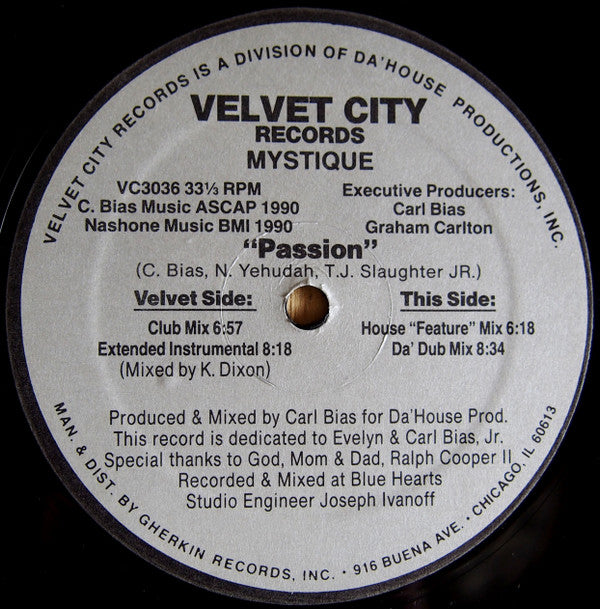 VELVET CITY RECORDS IS A DIVISION OF DA'HOUSE PRODUCTIONS, INC.
VELVET CITY
RECORDS
MYSTIQUE
VC3036 33⅓ RPM
C. Bias Music ASCAP 1990
Nashone Music BMI 1990
Executive Producers:
Carl Bias
Graham Carlton
"Passion"
(C. Bias, N. Yehudah, T.J. Slaughter JR.)
Velvet Side:
Club Mix 6:57
Extended Instrumental 8:18
(Mixed by K. Dixon)
This Side:
House "Feature" Mix 6:18
Da' Dub Mix 8:34
Produced & Mixed by Carl Bias for Da'House Prod.
This record is dedicated to Evelyn & Carl Bias, Jr.
Special thanks to God, Mom & Dad, Ralph Cooper II
Recorded & Mixed at Blue Hearts
Studio Engineer Joseph Ivanoff
MAN. & DIST. BY GHERKIN RECORDS, INC. • 916 BUENA AVE. • CHICAGO, IL 60613